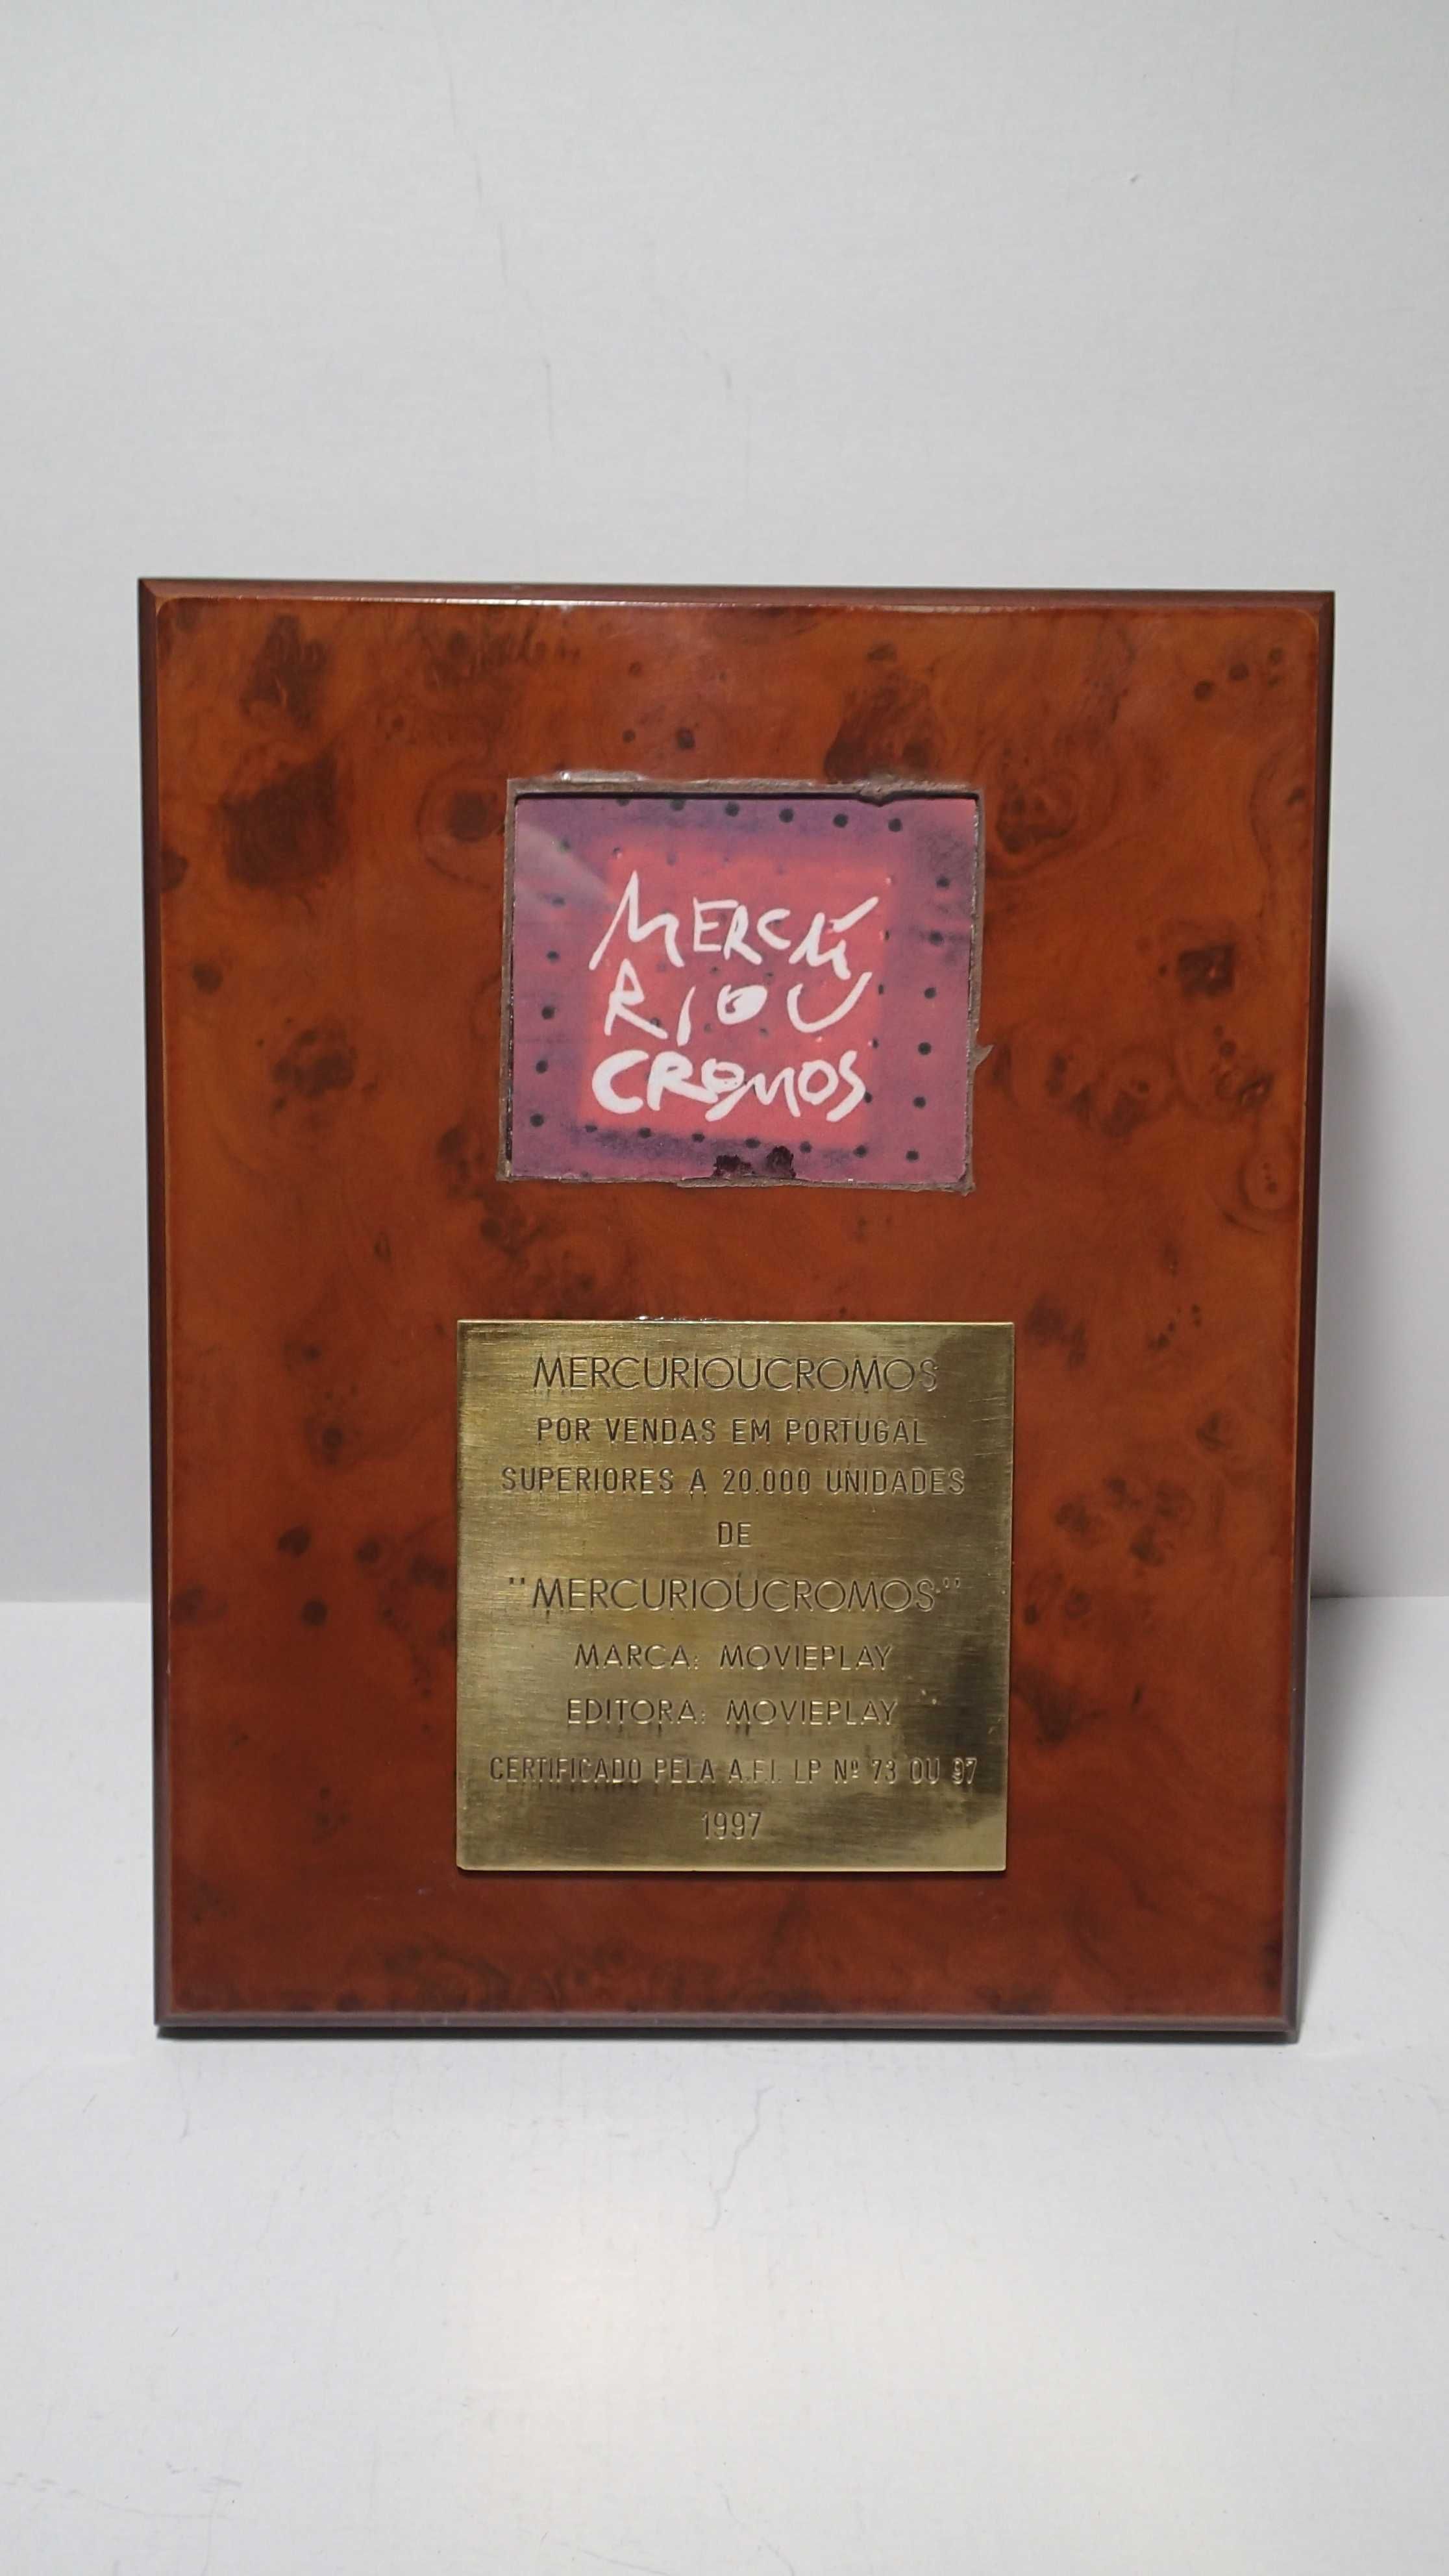 MERCÚ
RIOU
CROMOS
MERCURIOUCROMOS
POR VENDAS EM PORTUGAL
SUPERIORES A 20.000 UNIDADES
DE
"MERCURIOUCROMOS"
MARCA: MOVIEPLAY
EDITORA: MOVIEPLAY
CERTIFICADO PELA A.F.I. LP Nº 73 OU 97
1997